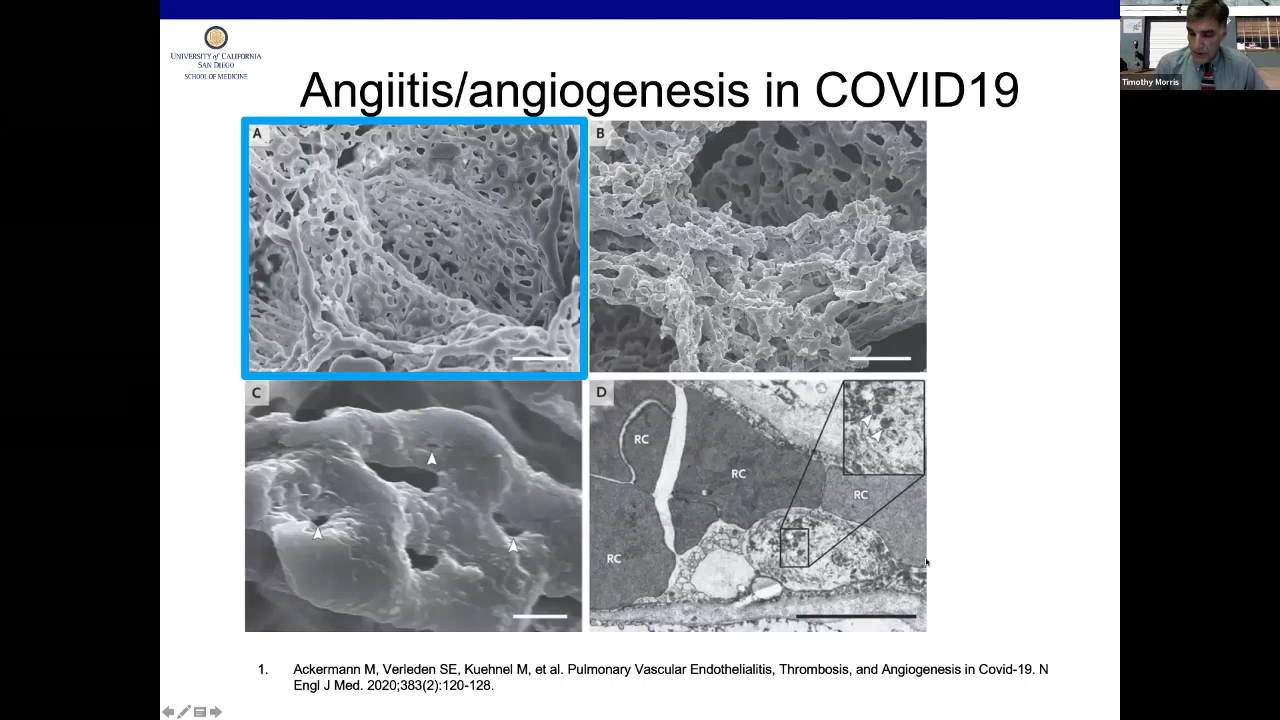 UNIVERSITY of CALIFORNIA
SAN DIEGO
SCHOOL OF MEDICINE
Timothy Morris
Angiitis/angiogenesis in COVID19
A
B
C
D
RC
RC
RC
RC
1. Ackermann M, Verleden SE, Kuehnel M, et al. Pulmonary Vascular Endothelialitis, Thrombosis, and Angiogenesis in Covid-19. N
Engl J Med. 2020;383(2):120-128.